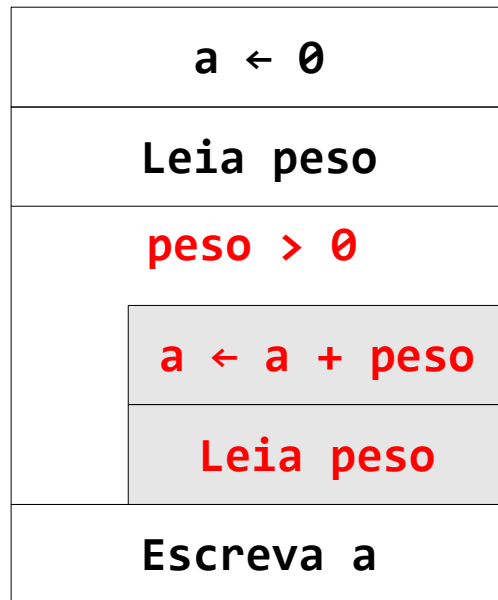 a ← 0
Leia peso
peso > 0
a ← a + peso
Leia peso
Escreva a